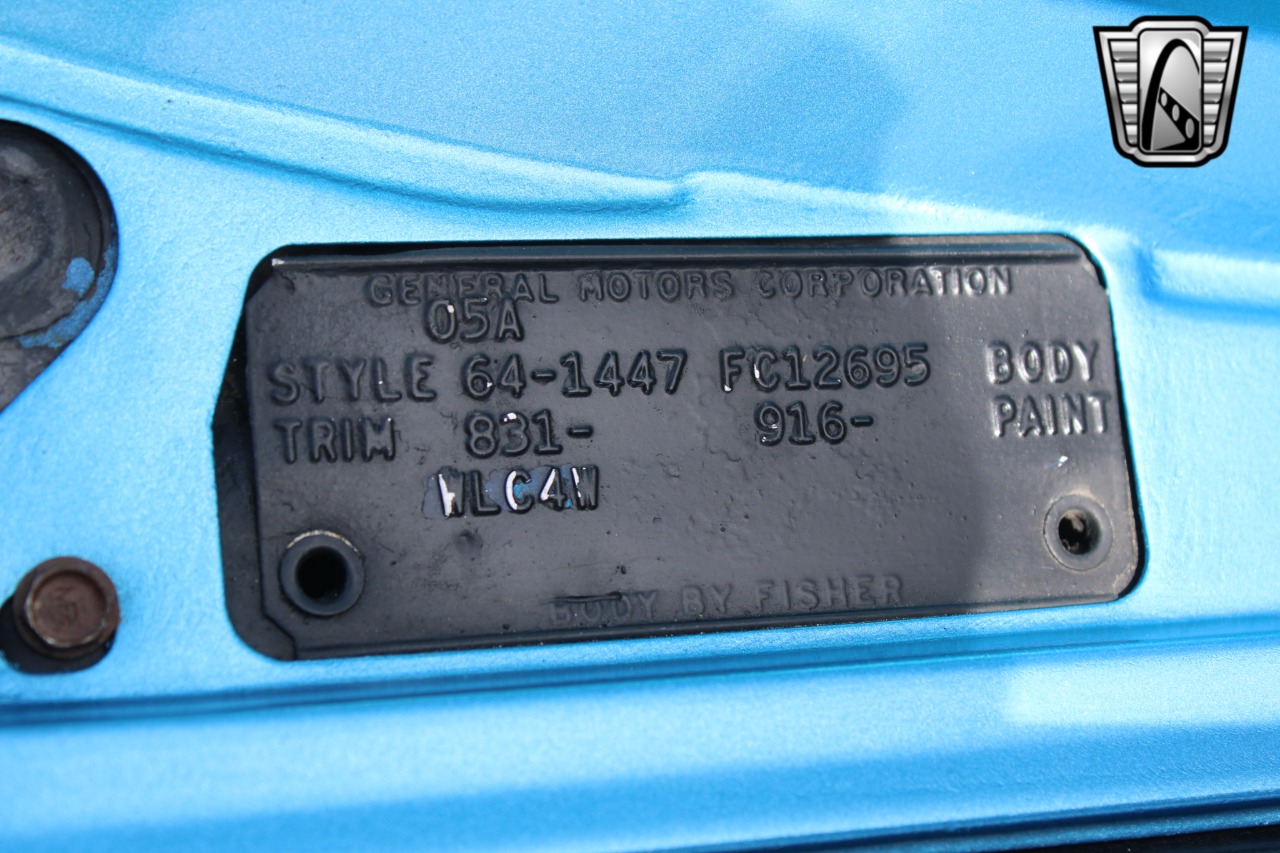 GENERAL MOTORS CORPORATION
05A
STYLE 64-1447 FC12695 BODY
TRIM 831- 916- PAINT
WLC4W
BODY BY FISHER